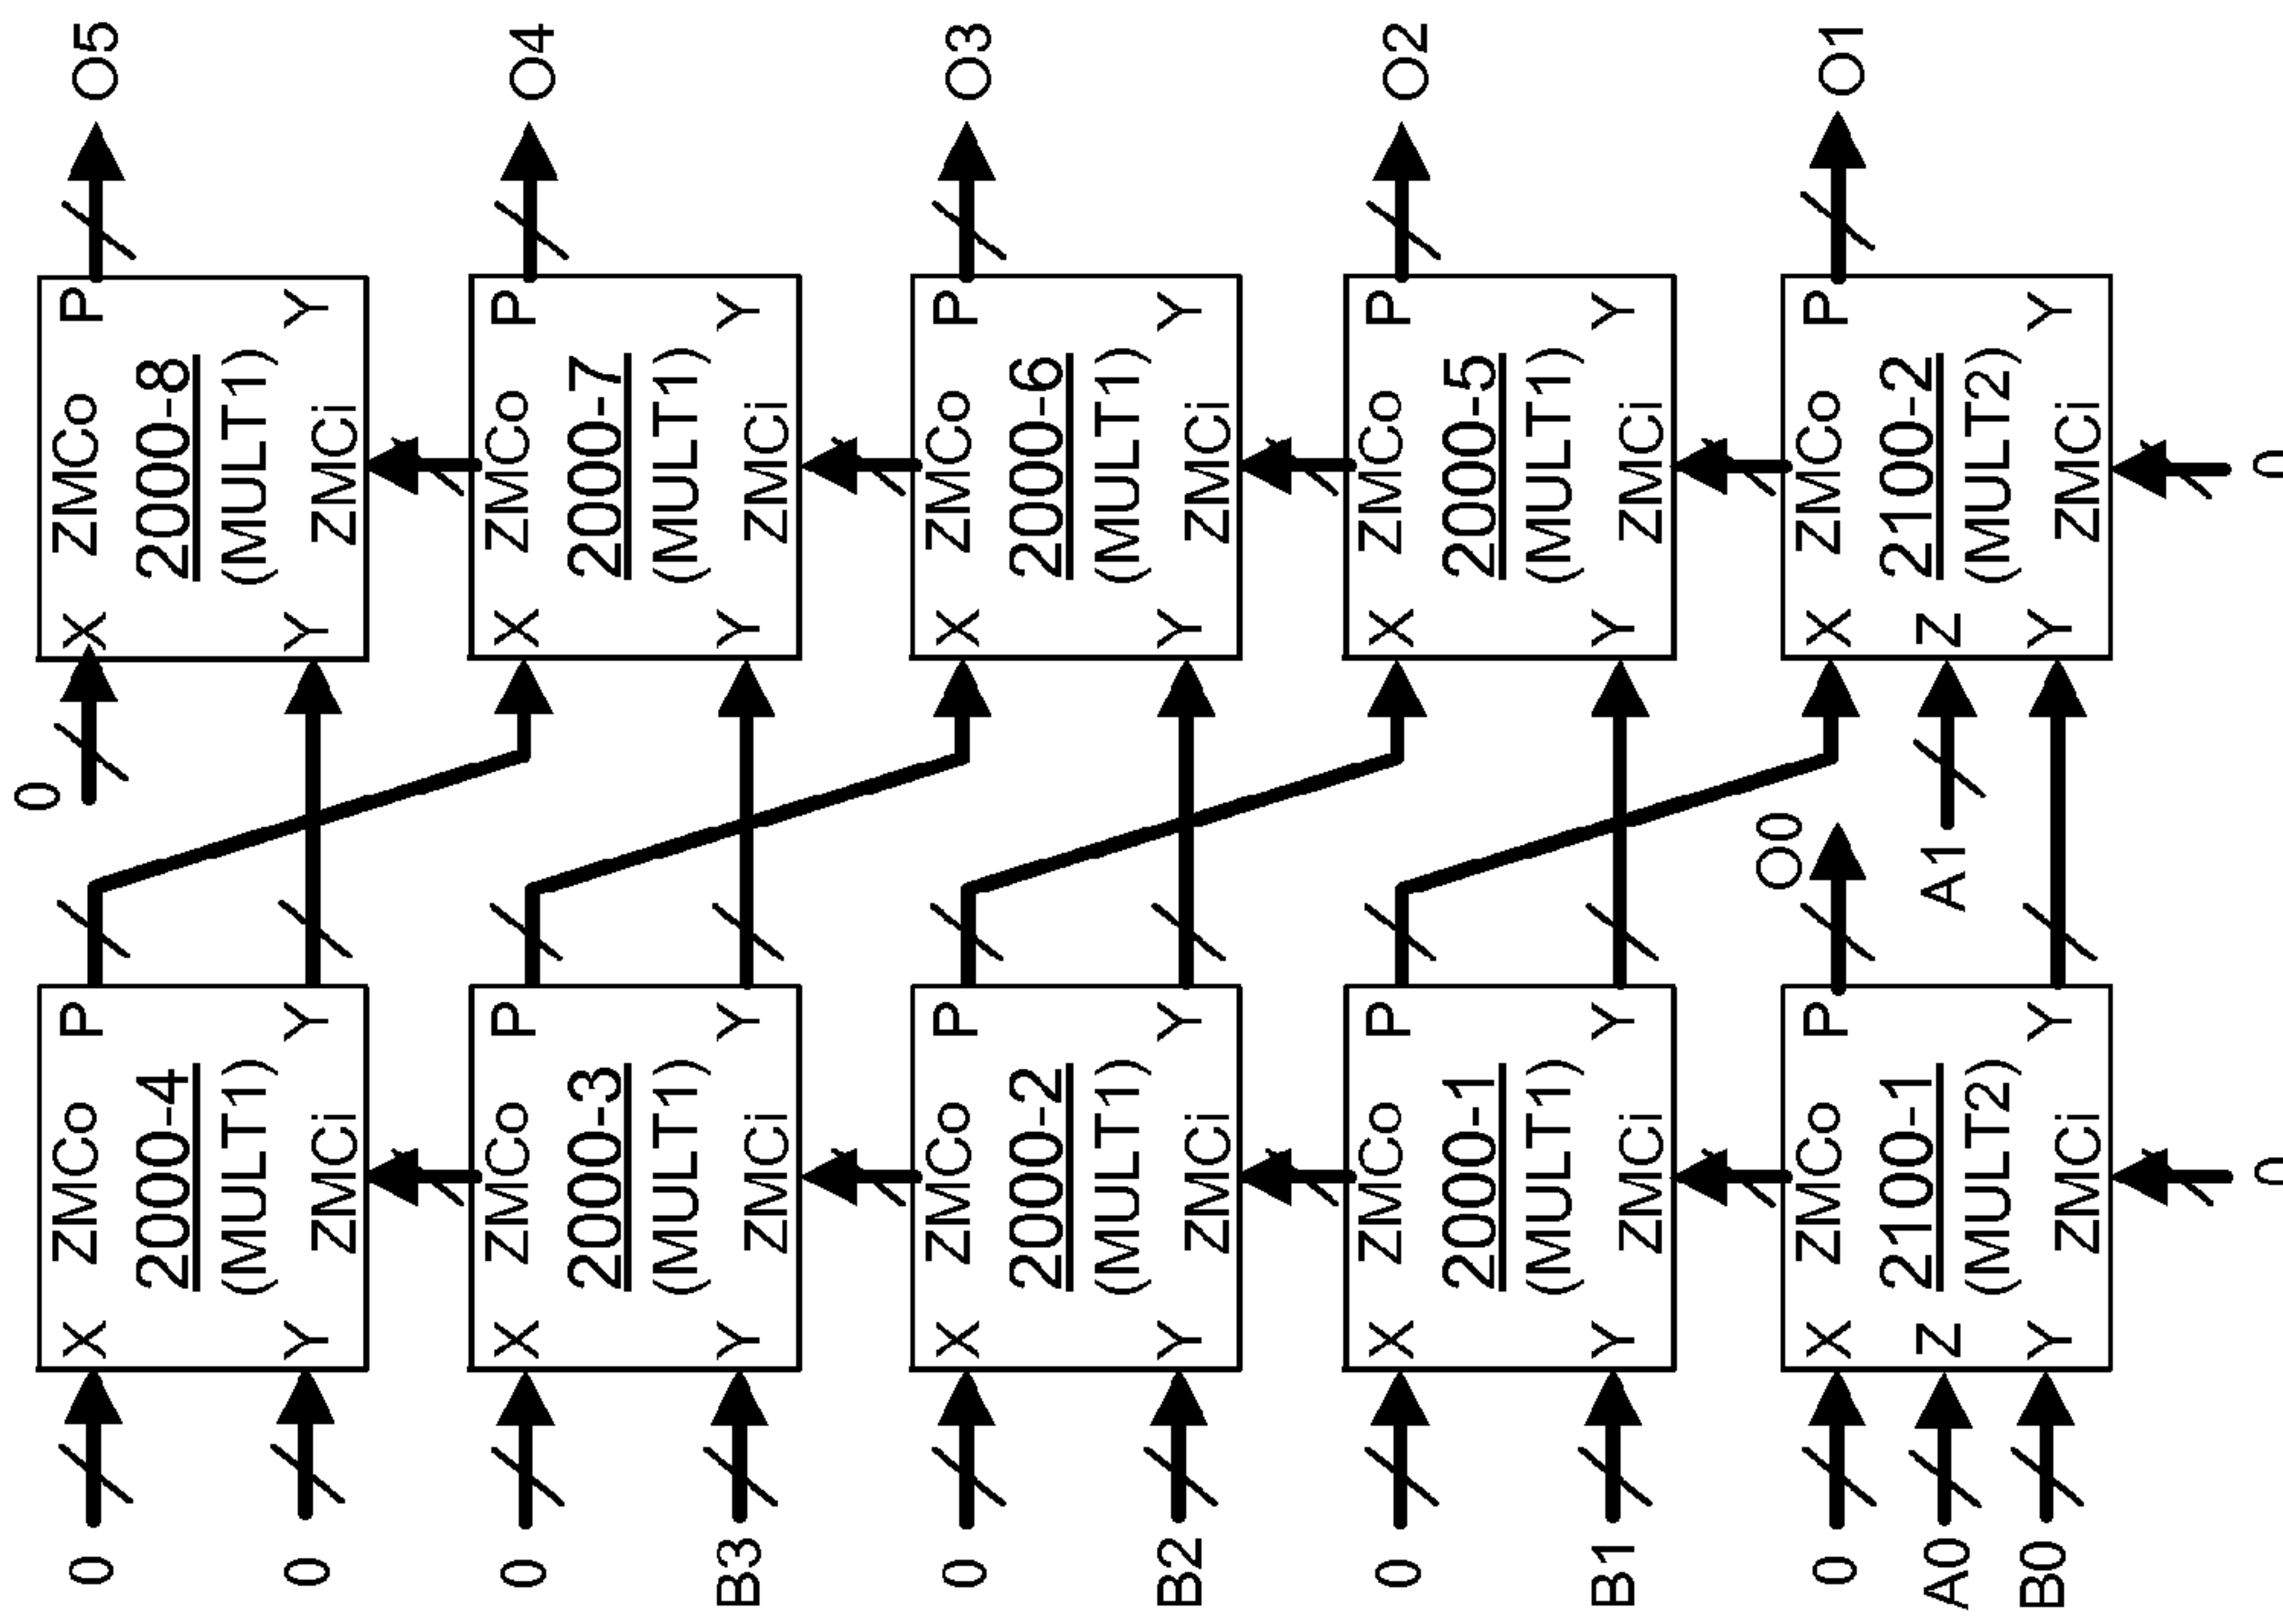 O5
O4
O3
O2
O1
X ZMCo P
2000-8
(MULT1)
Y ZMCi Y
X ZMCo P
2000-7
(MULT1)
Y ZMCi Y
X ZMCo P
2000-6
(MULT1)
Y ZMCi Y
X ZMCo P
2000-5
(MULT1)
Y ZMCi Y
X ZMCo P
2100-2
Z (MULT2)
Y ZMCi Y
0
0
O0
A1
X ZMCo P
2000-4
(MULT1)
Y ZMCi Y
X ZMCo P
2000-3
(MULT1)
Y ZMCi Y
X ZMCo P
2000-2
(MULT1)
Y ZMCi Y
X ZMCo P
2000-1
(MULT1)
Y ZMCi Y
X ZMCo P
2100-1
Z (MULT2)
Y ZMCi Y
0
0
0
0
B3
0
B2
0
B1
0
A0
B0